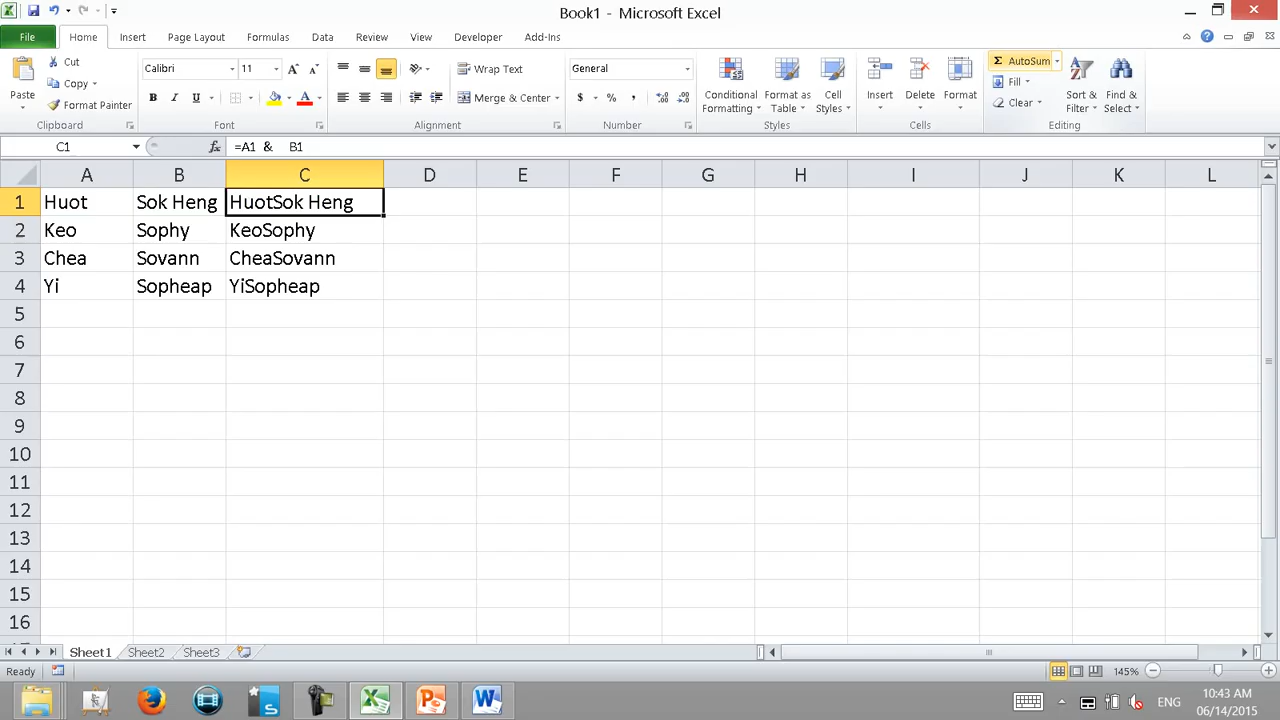 Book1 - Microsoft Excel
File Home Insert Page Layout Formulas Data Review View Developer Add-Ins
Paste
Cut
Copy
Format Painter
Clipboard
Calibri 11
B I U
Font
Wrap Text
Merge & Center
Alignment
General
$ % ,
Number
Conditional Formatting
Format as Table
Cell Styles
Styles
Insert
Delete
Format
Cells
Σ AutoSum
Fill
Clear
Sort & Filter
Find & Select
Editing
C1 fx =A1 & B1
A B C D E F G H I J K L
1 Huot Sok Heng HuotSok Heng
2 Keo Sophy KeoSophy
3 Chea Sovann CheaSovann
4 Yi Sopheap YiSopheap
5
6
7
8
9
10
11
12
13
14
15
16
Sheet1 Sheet2 Sheet3
Ready 145%
ENG
10:43 AM
06/14/2015